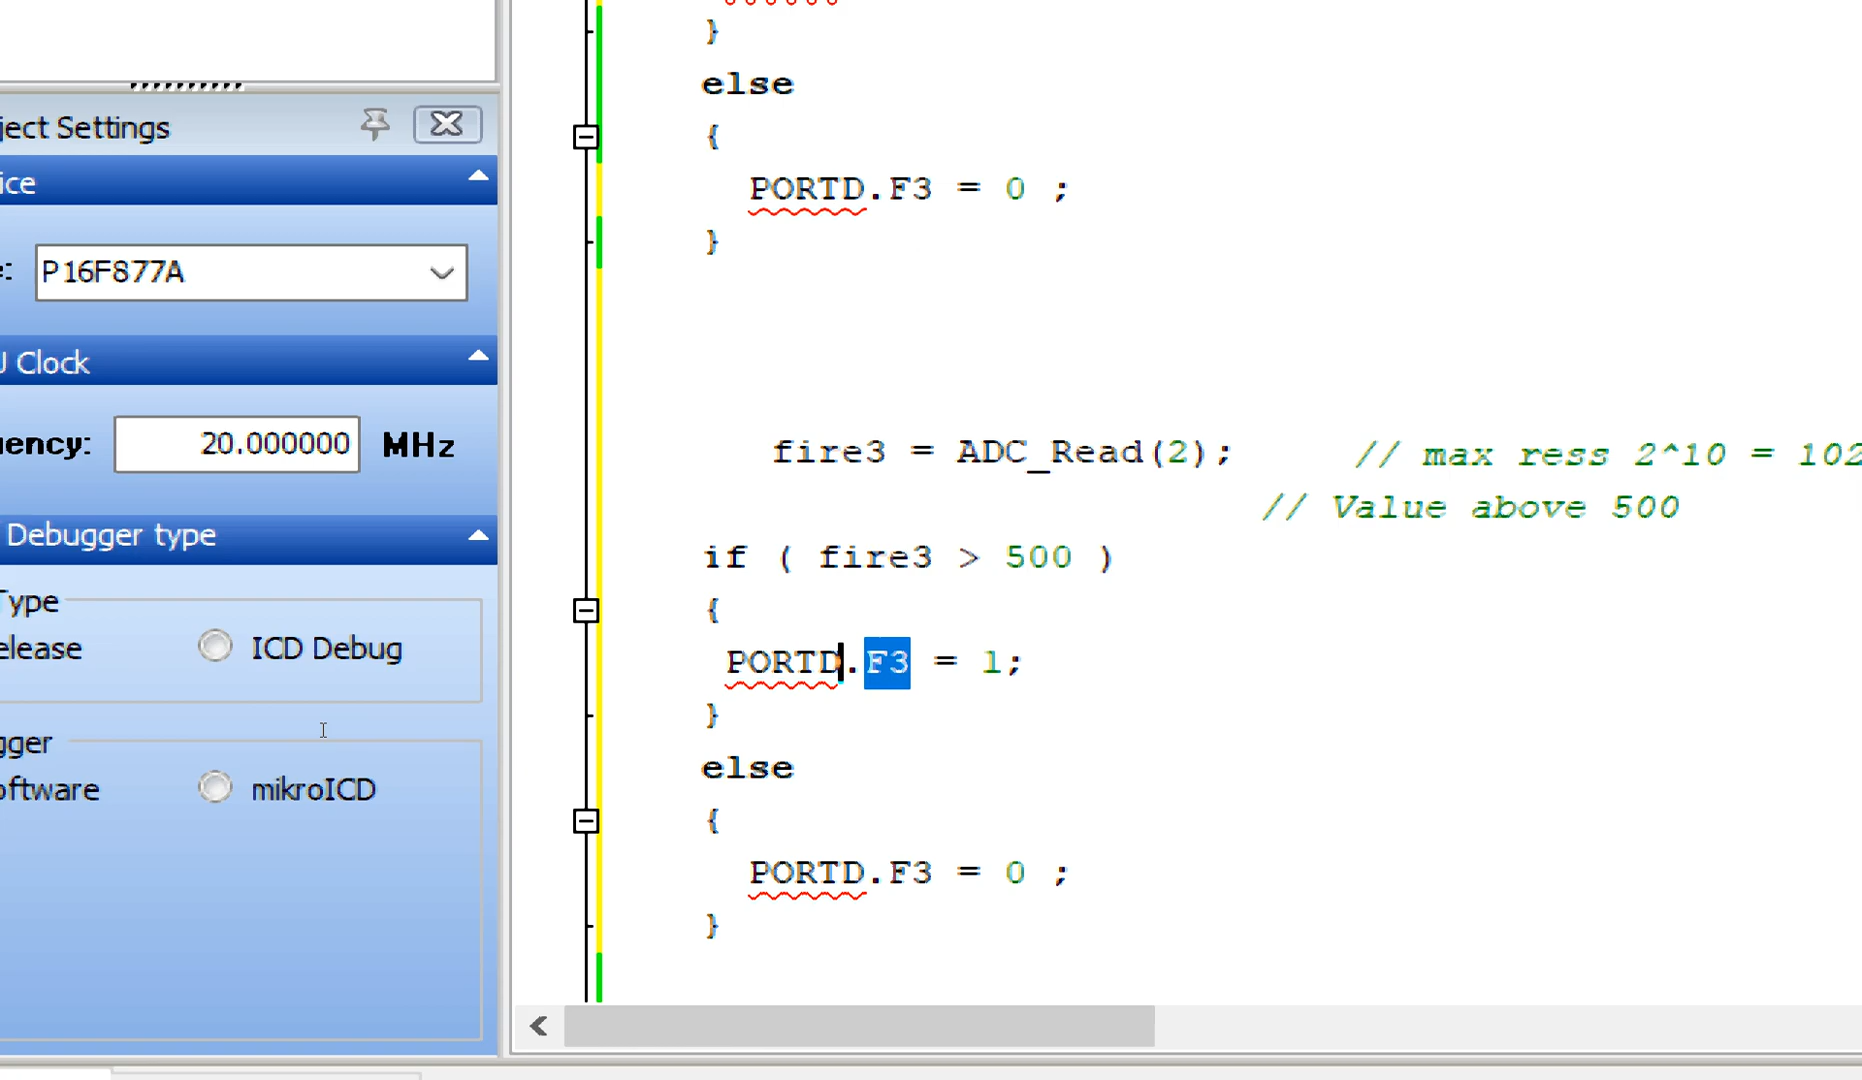 }
else
{
PORTD.F3 = 0 ;
}
fire3 = ADC_Read(2); // max ress 2^10 = 102
// Value above 500
if ( fire3 > 500 )
{
PORTD.F3 = 1;
}
else
{
PORTD.F3 = 0 ;
}
ject Settings
ice
e: P16F877A
J Clock
uency: 20.000000 MHz
Debugger type
Type
elease ICD Debug
gger
oftware mikroICD